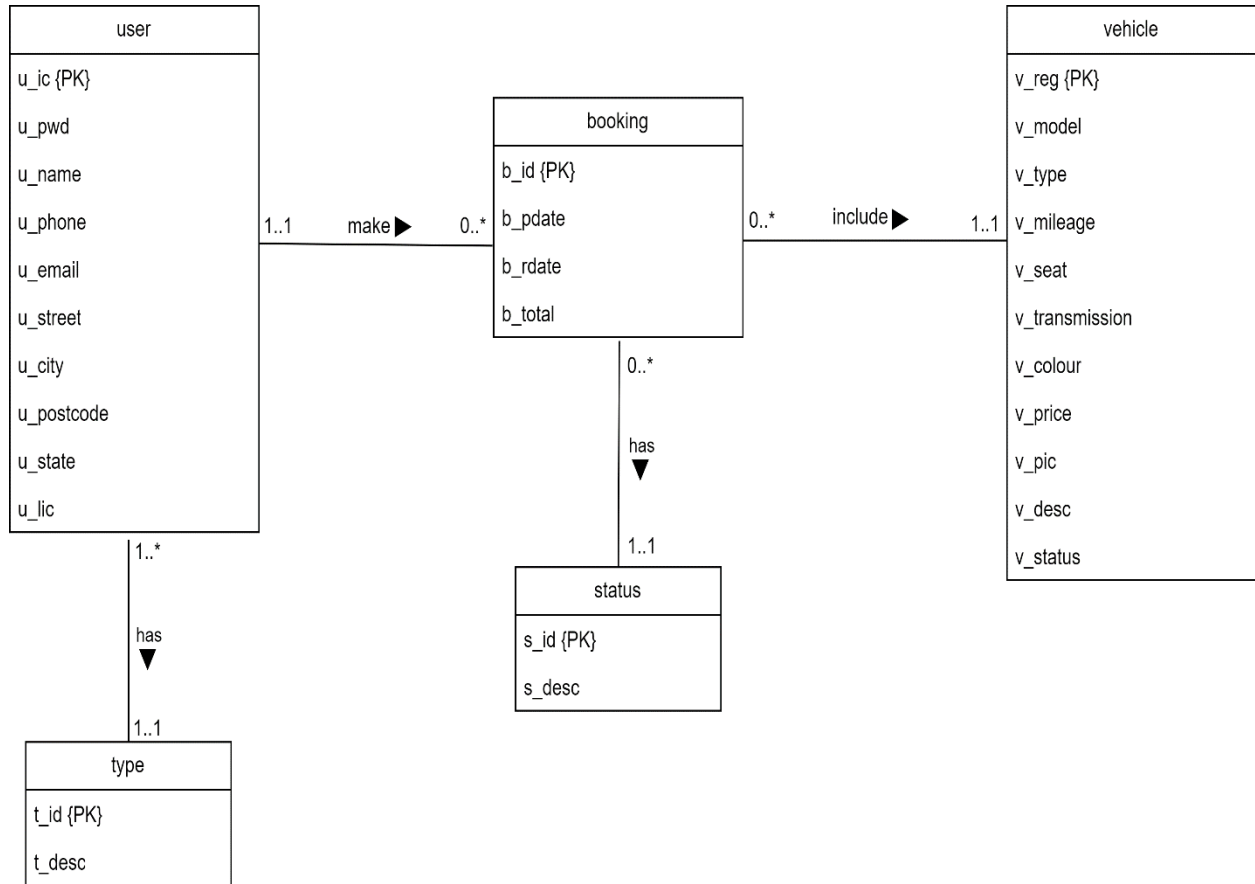 user
u_ic {PK}
u_pwd
u_name
u_phone
u_email
u_street
u_city
u_postcode
u_state
u_lic
1..1
make
0..*
booking
b_id {PK}
b_pdate
b_rdate
b_total
0..*
include
1..1
vehicle
v_reg {PK}
v_model
v_type
v_mileage
v_seat
v_transmission
v_colour
v_price
v_pic
v_desc
v_status
0..*
has
1..1
status
s_id {PK}
s_desc
1..*
has
1..1
type
t_id {PK}
t_desc